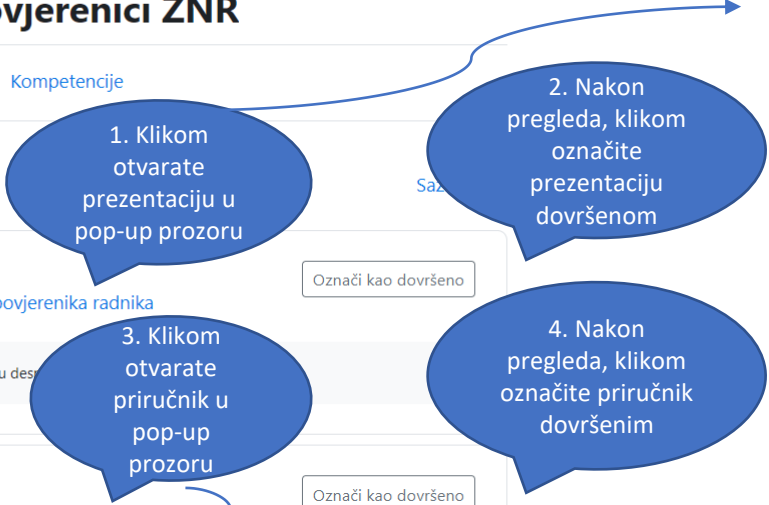 ovjerenici ZNR
Kompetencije
1. Klikom
otvarate
prezentaciju u
pop-up prozoru
2. Nakon
pregleda, klikom
označite
prezentaciju
dovršenom
Označi kao dovršeno
povjerenika radnika
3. Klikom
otvarate
priručnik u
pop-up
prozoru
4. Nakon
pregleda, klikom
označite priručnik
dovršenim
Označi kao dovršeno